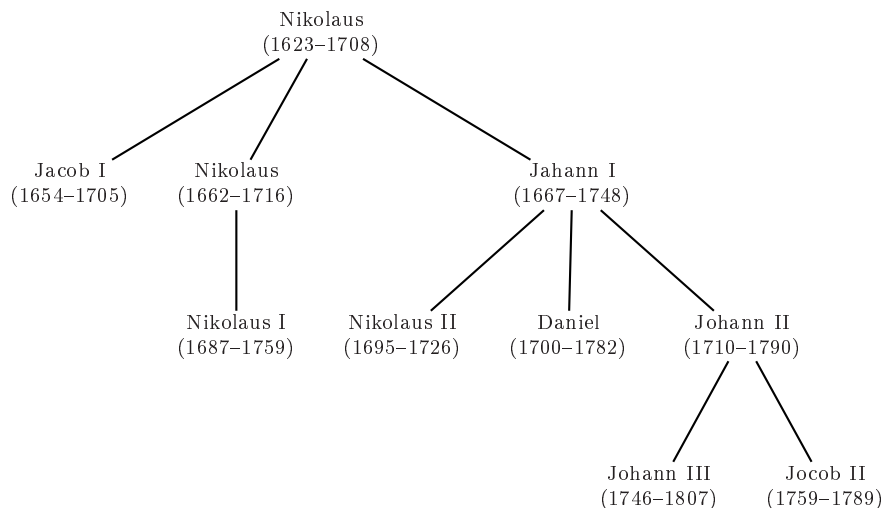 Nikolaus
(1623–1708)
Jacob I
(1654–1705)
Nikolaus
(1662–1716)
Jahann I
(1667–1748)
Nikolaus I
(1687–1759)
Nikolaus II
(1695–1726)
Daniel
(1700–1782)
Johann II
(1710–1790)
Johann III
(1746–1807)
Jocob II
(1759–1789)